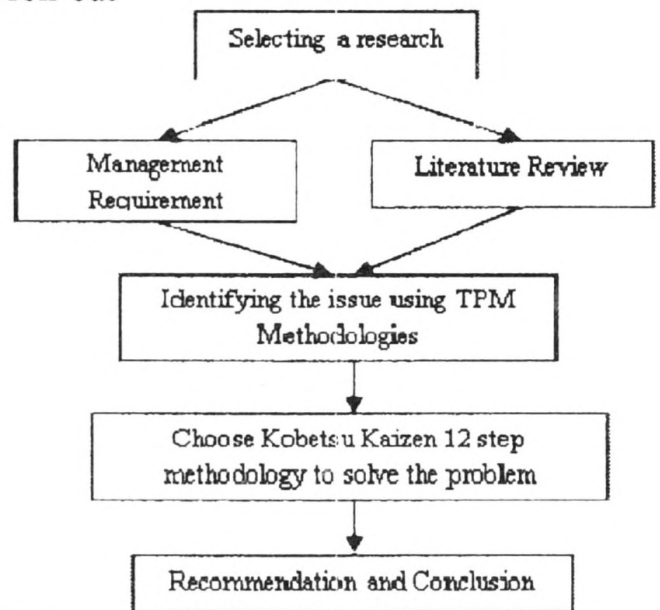 Selecting a research
Management
Requirement
Literature Review
Identifying the issue using TPM
Methodologies
Choose Kobetsu Kaizen 12 step
methodology to solve the problem
Recommendation and Conclusion